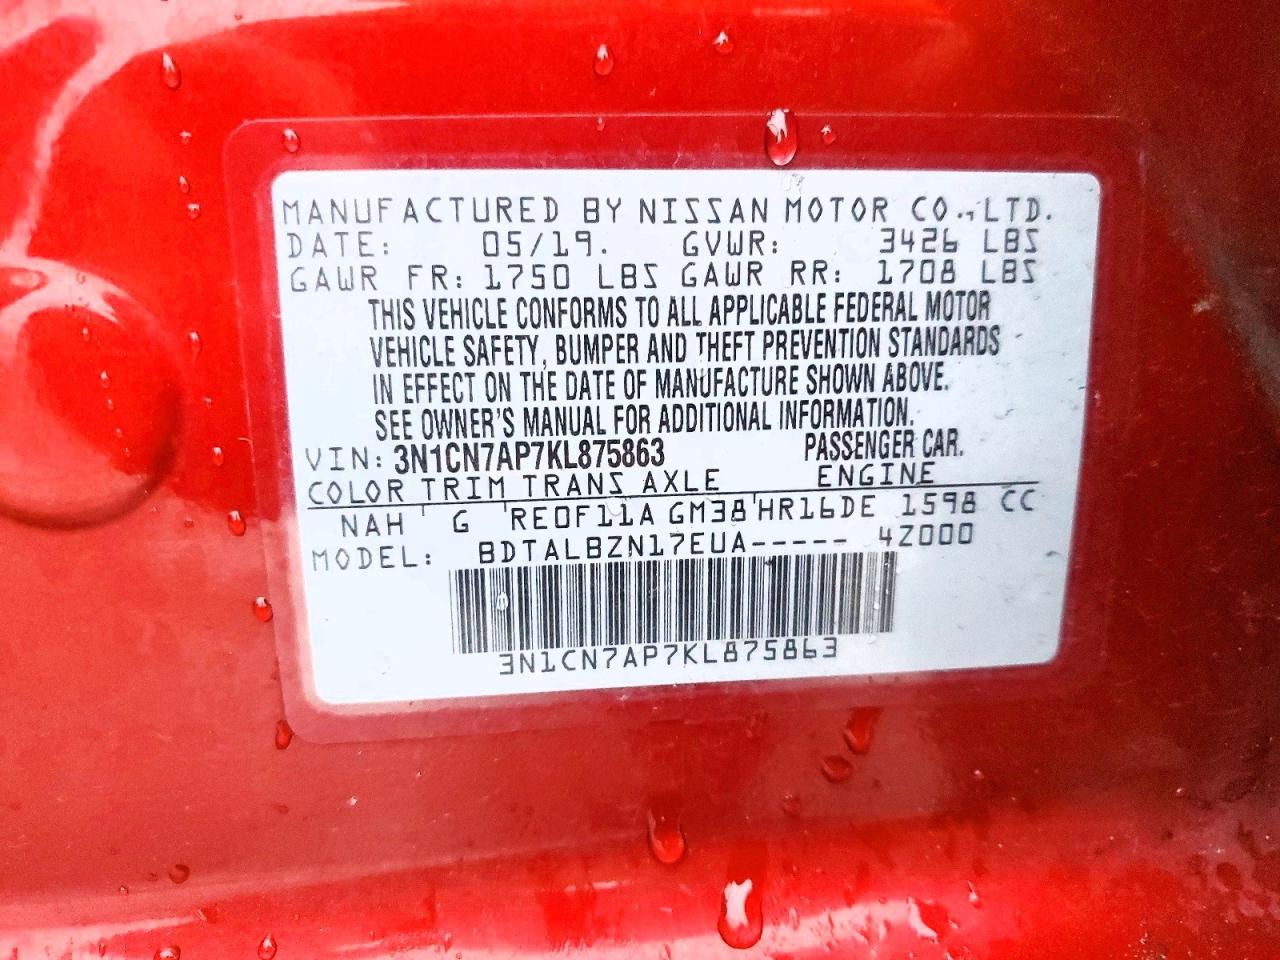 MANUFACTURED BY NISSAN MOTOR CO.,LTD.
DATE: 05/19. GVWR: 3426 LBS
GAWR FR: 1750 LBS GAWR RR: 1708 LBS
THIS VEHICLE CONFORMS TO ALL APPLICABLE FEDERAL MOTOR
VEHICLE SAFETY, BUMPER AND THEFT PREVENTION STANDARDS
IN EFFECT ON THE DATE OF MANUFACTURE SHOWN ABOVE.
SEE OWNER'S MANUAL FOR ADDITIONAL INFORMATION.
VIN: 3N1CN7AP7KL875863 PASSENGER CAR.
COLOR TRIM TRANS AXLE ENGINE
NAH G RE0F11A GM38 HR16DE 1598 CC
MODEL: BDTALBZN17EUA----- 4Z000
3N1CN7AP7KL875863